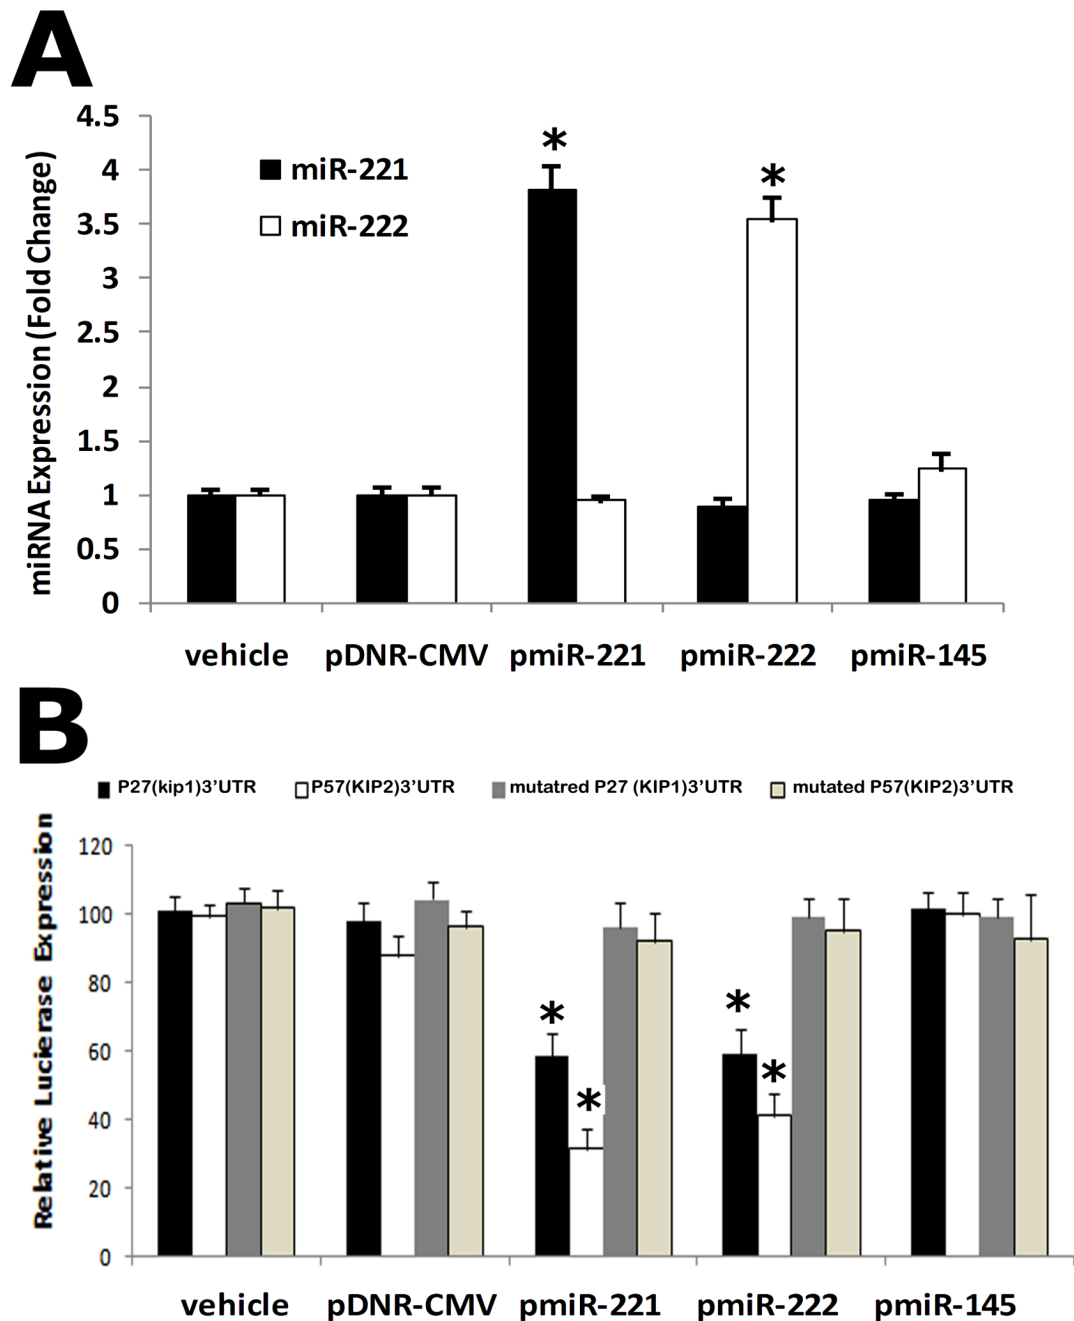 A
miRNA Expression (Fold Change)
4.5
4
3.5
3
2.5
2
1.5
1
0.5
0
miR-221
miR-222
*
*
vehicle pDNR-CMV pmiR-221 pmiR-222 pmiR-145
B
P27(kip1)3'UTR P57(KIP2)3'UTR mutatred P27 (KIP1)3'UTR mutated P57(KIP2)3'UTR
Relative Lucierase Expression
120
100
80
60
40
20
0
*
*
*
*
vehicle pDNR-CMV pmiR-221 pmiR-222 pmiR-145